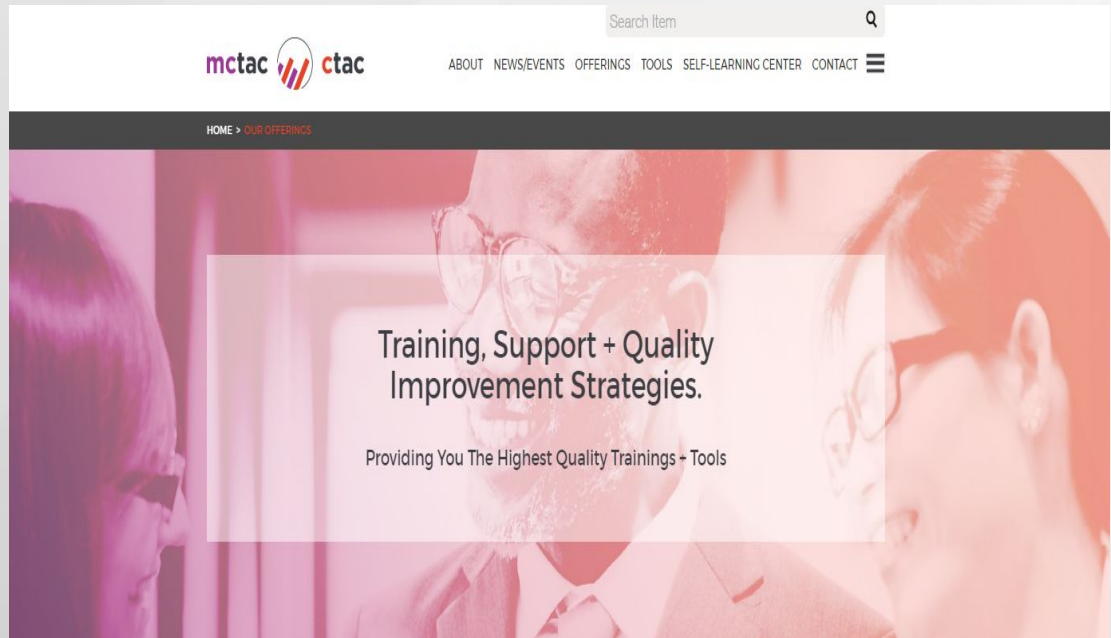 Search Item
mctac ctac
ABOUT NEWS/EVENTS OFFERINGS TOOLS SELF-LEARNING CENTER CONTACT
HOME > OUR OFFERINGS
Training, Support + Quality
Improvement Strategies.
Providing You The Highest Quality Trainings + Tools